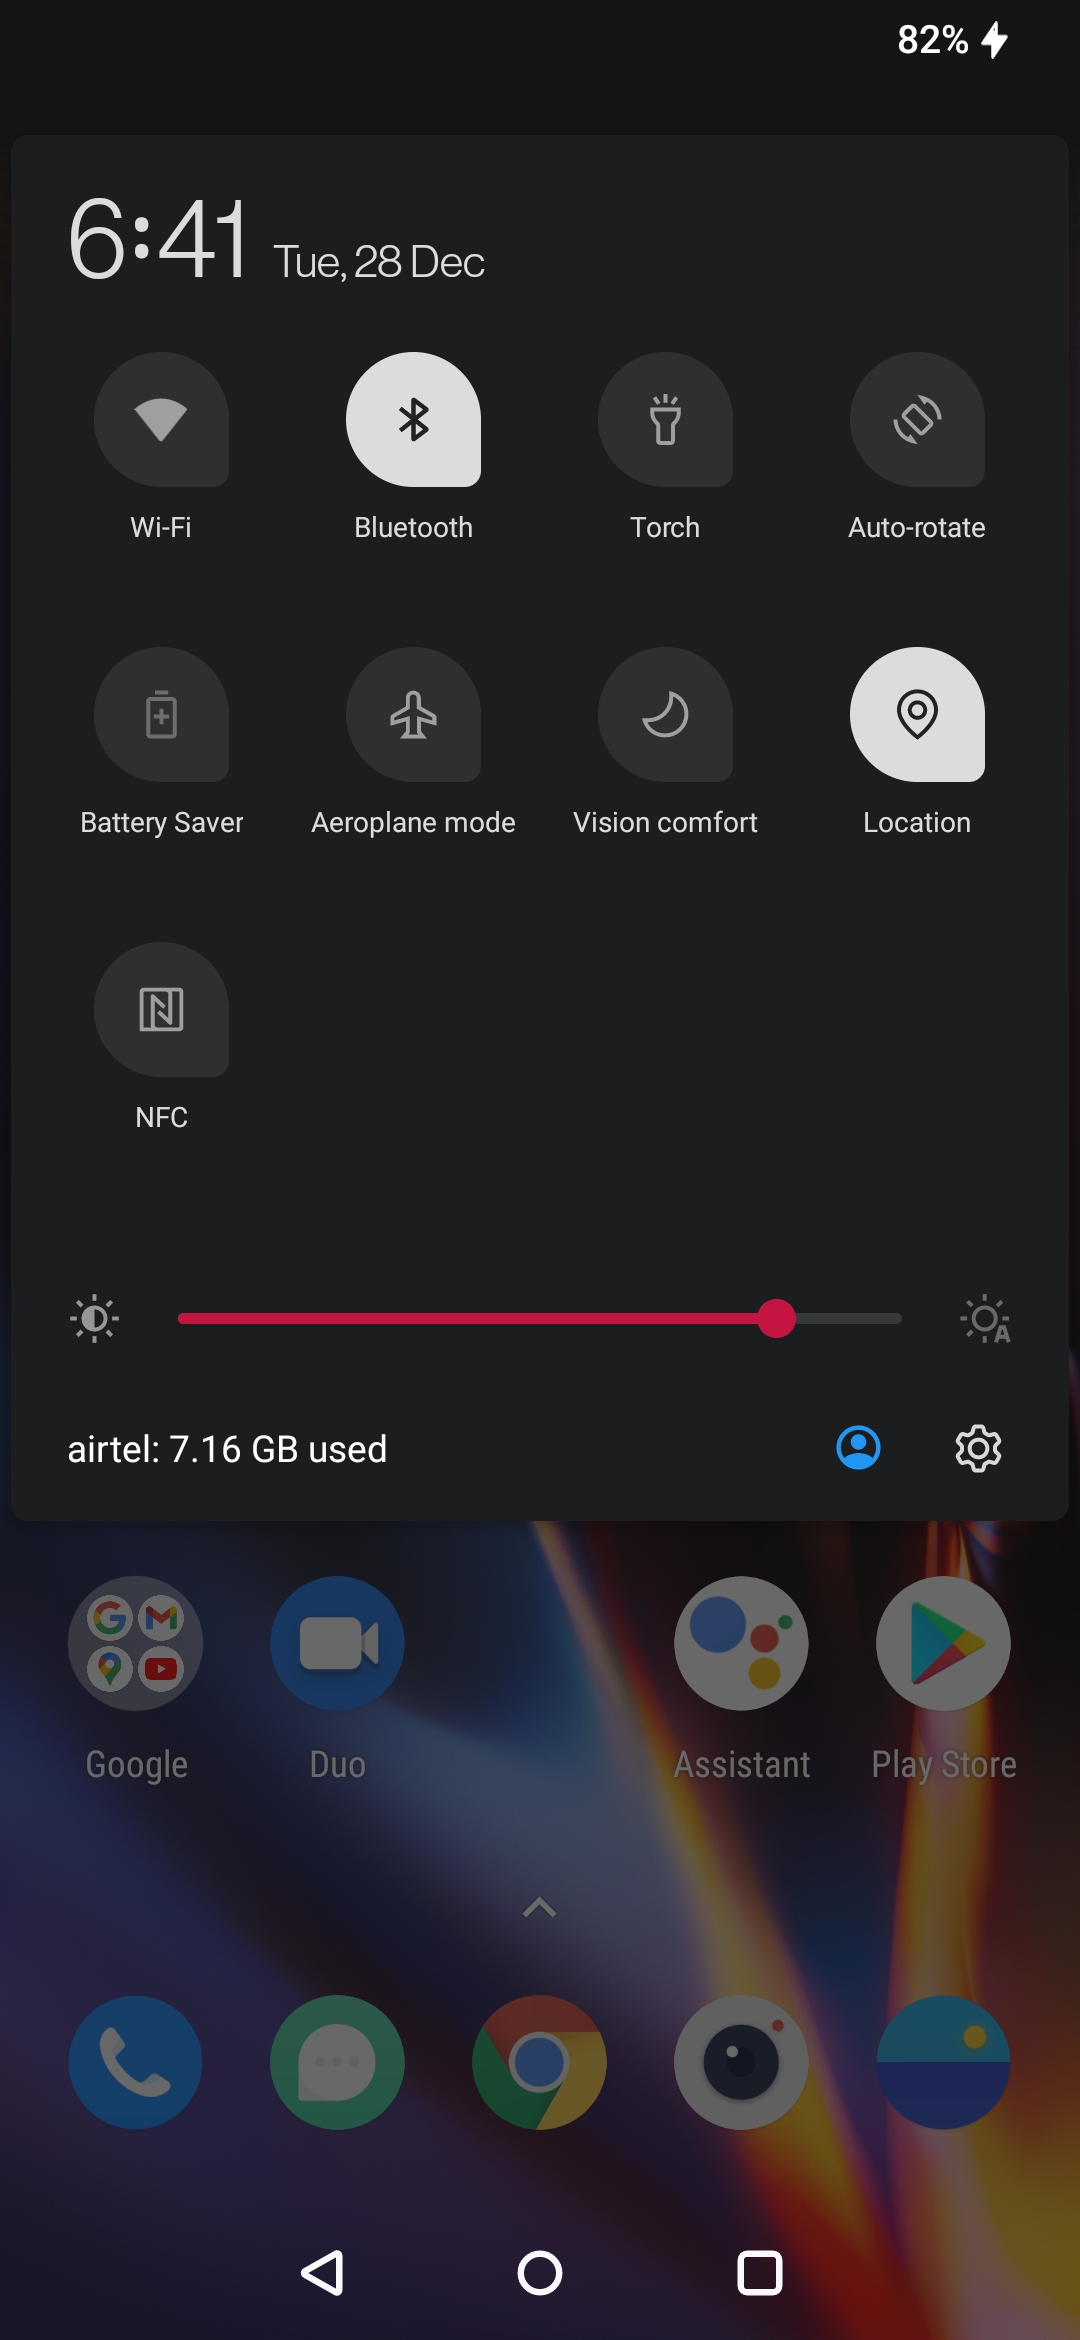 82%
6:41 Tue, 28 Dec
Wi-Fi Bluetooth Torch Auto-rotate
Battery Saver Aeroplane mode Vision comfort Location
NFC
A
airtel: 7.16 GB used
Google Duo Assistant Play Store